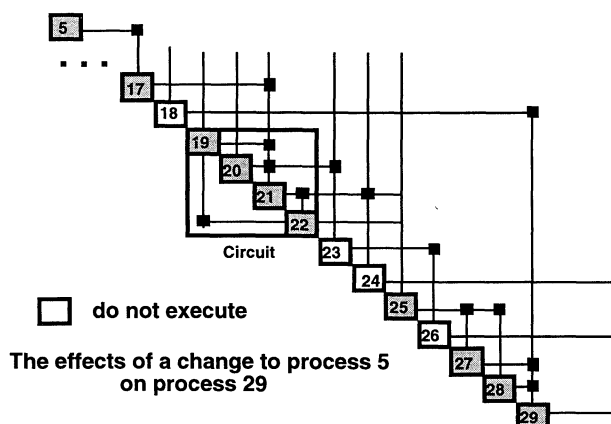 5
. . .
17
18
19
20
21
22
Circuit
23
24
25
26
27
28
29
do not execute
The effects of a change to process 5
on process 29